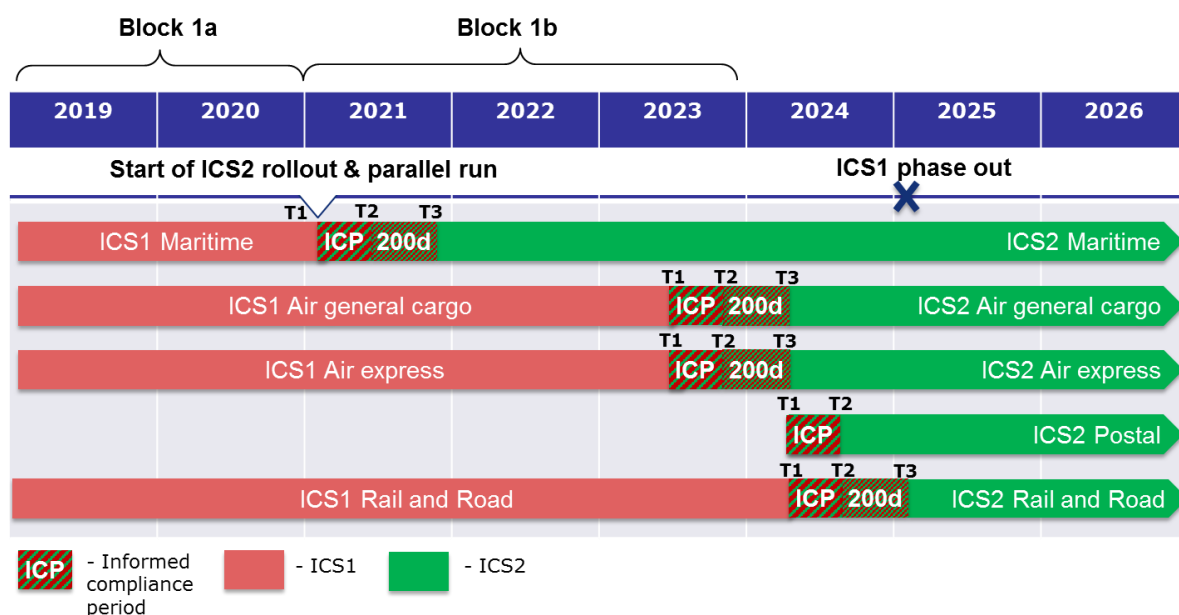 Block 1a
Block 1b
2019 2020 2021 2022 2023 2024 2025 2026
Start of ICS2 rollout & parallel run
ICS1 phase out
T1 T2 T3
ICS1 Maritime ICP 200d ICS2 Maritime
T1 T2 T3
ICS1 Air general cargo ICP 200d ICS2 Air general cargo
T1 T2 T3
ICS1 Air express ICP 200d ICS2 Air express
T1 T2
ICP ICS2 Postal
T1 T2 T3
ICS1 Rail and Road ICP 200d ICS2 Rail and Road
ICP - Informed
compliance
period
- ICS1
- ICS2